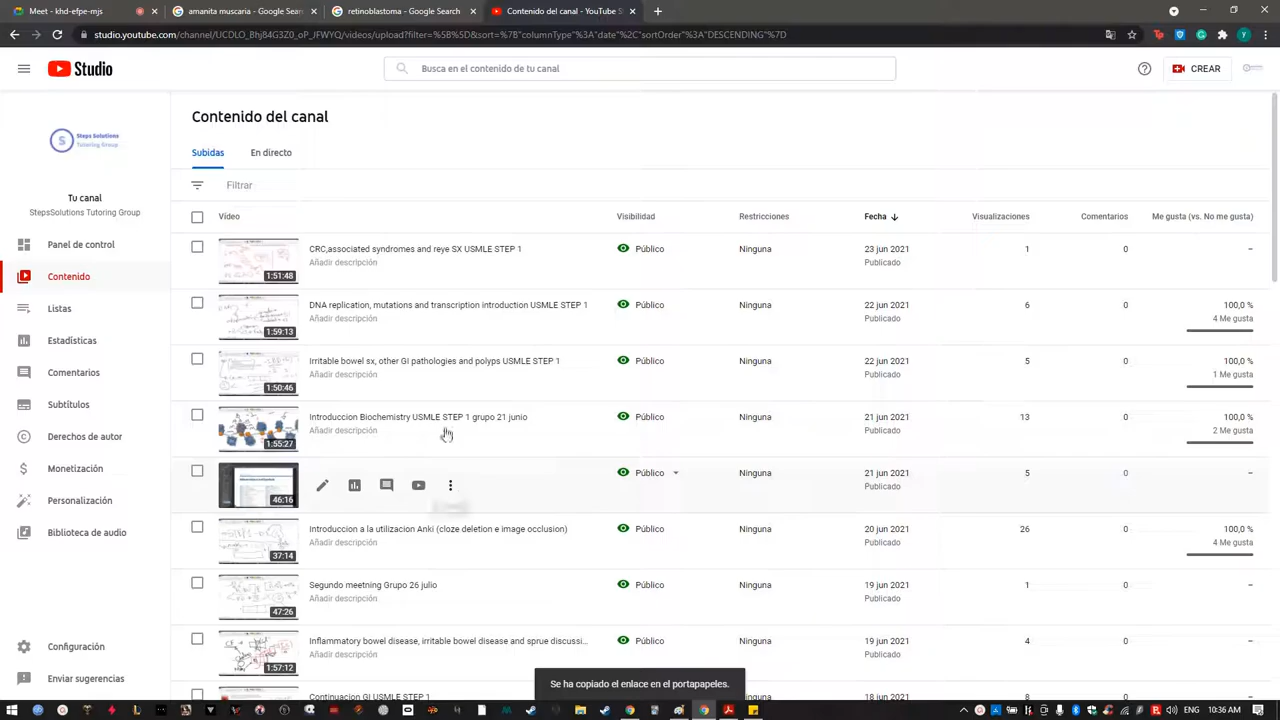 Meet - khd-efpe-mjs
amanita muscaria - Google Sear
retinoblastoma - Google Search
Contenido del canal - YouTube S
studio.youtube.com/channel/UCDLO_Bhj84G3Z0_oP_JFWYQ/videos/upload?filter=%5B%5D&sort=%7B"columnType"%3A"date"%2C"sortOrder"%3A"DESCENDING"%7D
Studio
Busca en el contenido de tu canal
CREAR
Steps Solutions
Tutoring Group
Tu canal
StepsSolutions Tutoring Group
Panel de control
Contenido
Listas
Estadísticas
Comentarios
Subtítulos
Derechos de autor
Monetización
Personalización
Biblioteca de audio
Configuración
Enviar sugerencias
Contenido del canal
Subidas En directo
Filtrar
Vídeo Visibilidad Restricciones Fecha Visualizaciones Comentarios Me gusta (vs. No me gusta)
CRC,associated syndromes and reye SX USMLE STEP 1 Público Ninguna 23 jun 2021 1 0 –
Añadir descripción Publicado
1:51:48
DNA replication, mutations and transcription introduction USMLE STEP 1 Público Ninguna 22 jun 2021 6 0 100,0 %
Añadir descripción Publicado 4 Me gusta
1:59:13
Irritable bowel sx, other GI pathologies and polyps USMLE STEP 1 Público Ninguna 22 jun 2021 5 100,0 %
Añadir descripción Publicado 1 Me gusta
1:50:46
Introduccion Biochemistry USMLE STEP 1 grupo 21 junio Público Ninguna 21 jun 2021 13 100,0 %
Añadir descripción Publicado 2 Me gusta
1:55:27
Público Ninguna 21 jun 2021 5 –
Publicado
46:16
Introduccion a la utilizacion Anki (cloze deletion e image occlusion) Público Ninguna 20 jun 2021 26 100,0 %
Añadir descripción Publicado 4 Me gusta
37:14
Segundo meetning Grupo 26 julio Público Ninguna 19 jun 2021 1 –
Añadir descripción Publicado
47:26
Inflammatory bowel disease, irritable bowel disease and sprue discussi... Público Ninguna 19 jun 2021 4 –
Añadir descripción Publicado
1:57:12
Continuacion GI USMLE STEP 1 Público Ninguna 18 jun 2021 8
Se ha copiado el enlace en el portapapeles.
ENG 10:36 AM